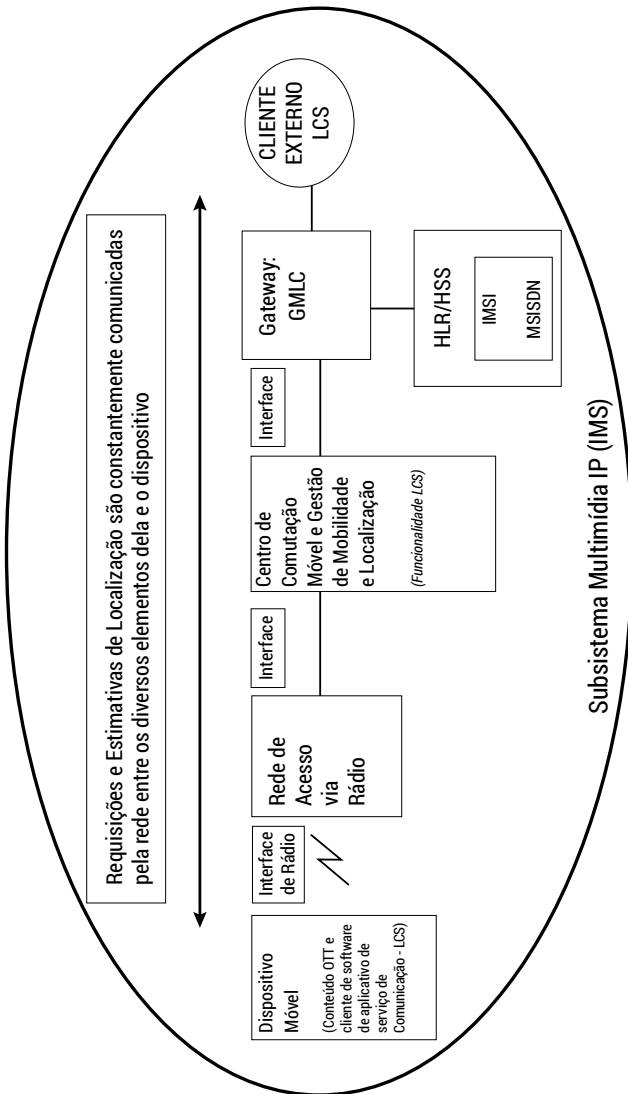 Requisições e Estimativas de Localização são constantemente comunicadas
pela rede entre os diversos elementos dela e o dispositivo
Dispositivo
Móvel
(Conteúdo OTT e
cliente de software
de aplicativo de
serviço de
Comunicação - LCS)
Interface
de Rádio
Rede de
Acesso
via
Rádio
Interface
Centro de
Comutação
Móvel e Gestão
de Mobilidade
e Localização
(Funcionalidade LCS)
Interface
Gateway:
GMLC
CLIENTE
EXTERNO
LCS
HLR/HSS
IMSI
MSISDN
Subsistema Multimídia IP (IMS)